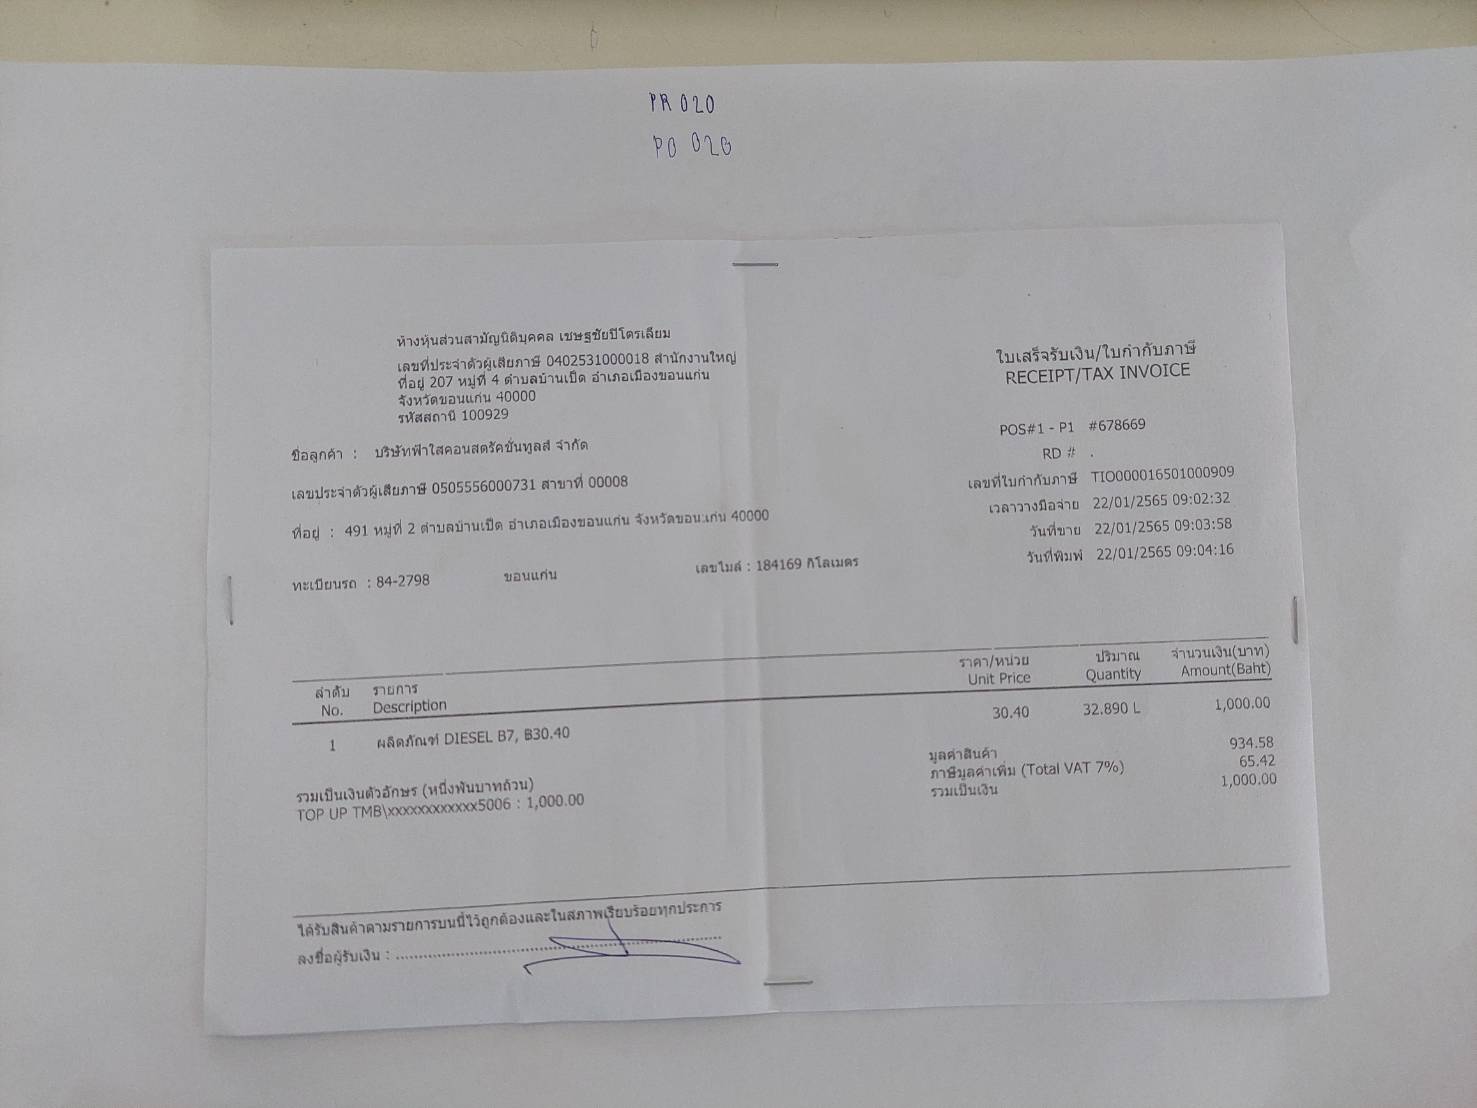 PR 020
PO 020
ห้างหุ้นส่วนสามัญนิติบุคคล เชษฐชัยปิโตรเลียม
เลขที่ประจำตัวผู้เสียภาษี 0402531000018 สำนักงานใหญ่
ที่อยู่ 207 หมู่ที่ 4 ตำบลบ้านเป็ด อำเภอเมืองขอนแก่น
จังหวัดขอนแก่น 40000
รหัสสถานี 100929
ใบเสร็จรับเงิน/ใบกำกับภาษี
RECEIPT/TAX INVOICE
ชื่อลูกค้า : บริษัทฟ้าใสคอนสตรัคชั่นทูลส์ จำกัด
เลขประจำตัวผู้เสียภาษี 0505556000731 สาขาที่ 00008
ที่อยู่ : 491 หมู่ที่ 2 ตำบลบ้านเป็ด อำเภอเมืองขอนแก่น จังหวัดขอนแก่น 40000
ทะเบียนรถ : 84-2798 ขอนแก่น เลขไมล์ : 184169 กิโลเมตร
POS#1 - P1 #678669
RD # .
เลขที่ใบกำกับภาษี TIO000016501000909
เวลาวางมือจ่าย 22/01/2565 09:02:32
วันที่ขาย 22/01/2565 09:03:58
วันที่พิมพ์ 22/01/2565 09:04:16
ลำดับ รายการ ราคา/หน่วย ปริมาณ จำนวนเงิน(บาท)
No. Description Unit Price Quantity Amount(Baht)
1 ผลิตภัณฑ์ DIESEL B7, ฿30.40 30.40 32.890 L 1,000.00
มูลค่าสินค้า 934.58
ภาษีมูลค่าเพิ่ม (Total VAT 7%) 65.42
รวมเป็นเงิน 1,000.00
รวมเป็นเงินตัวอักษร (หนึ่งพันบาทถ้วน)
TOP UP TMB\xxxxxxxxxxxx5006 : 1,000.00
ได้รับสินค้าตามรายการบนนี้ไว้ถูกต้องและในสภาพเรียบร้อยทุกประการ
ลงชื่อผู้รับเงิน :